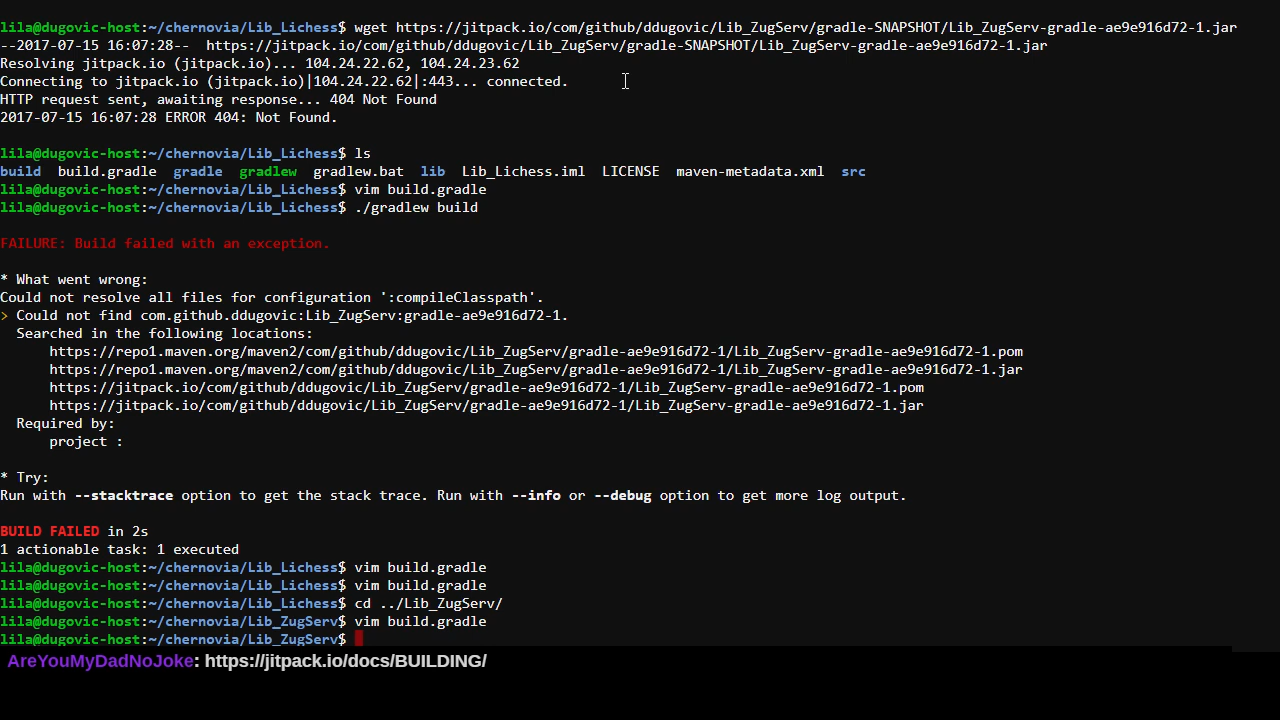 lila@dugovic-host:~/chernovia/Lib_Lichess$ wget https://jitpack.io/com/github/ddugovic/Lib_ZugServ/gradle-SNAPSHOT/Lib_ZugServ-gradle-ae9e916d72-1.jar
--2017-07-15 16:07:28--  https://jitpack.io/com/github/ddugovic/Lib_ZugServ/gradle-SNAPSHOT/Lib_ZugServ-gradle-ae9e916d72-1.jar
Resolving jitpack.io (jitpack.io)... 104.24.22.62, 104.24.23.62
Connecting to jitpack.io (jitpack.io)|104.24.22.62|:443... connected.
HTTP request sent, awaiting response... 404 Not Found
2017-07-15 16:07:28 ERROR 404: Not Found.
lila@dugovic-host:~/chernovia/Lib_Lichess$ ls
build  build.gradle  gradle  gradlew  gradlew.bat  lib  Lib_Lichess.iml  LICENSE  maven-metadata.xml  src
lila@dugovic-host:~/chernovia/Lib_Lichess$ vim build.gradle
lila@dugovic-host:~/chernovia/Lib_Lichess$ ./gradlew build
FAILURE: Build failed with an exception.
* What went wrong:
Could not resolve all files for configuration ':compileClasspath'.
> Could not find com.github.ddugovic:Lib_ZugServ:gradle-ae9e916d72-1.
  Searched in the following locations:
      https://repo1.maven.org/maven2/com/github/ddugovic/Lib_ZugServ/gradle-ae9e916d72-1/Lib_ZugServ-gradle-ae9e916d72-1.pom
      https://repo1.maven.org/maven2/com/github/ddugovic/Lib_ZugServ/gradle-ae9e916d72-1/Lib_ZugServ-gradle-ae9e916d72-1.jar
      https://jitpack.io/com/github/ddugovic/Lib_ZugServ/gradle-ae9e916d72-1/Lib_ZugServ-gradle-ae9e916d72-1.pom
      https://jitpack.io/com/github/ddugovic/Lib_ZugServ/gradle-ae9e916d72-1/Lib_ZugServ-gradle-ae9e916d72-1.jar
  Required by:
      project :
* Try:
Run with --stacktrace option to get the stack trace. Run with --info or --debug option to get more log output.
BUILD FAILED in 2s
1 actionable task: 1 executed
lila@dugovic-host:~/chernovia/Lib_Lichess$ vim build.gradle
lila@dugovic-host:~/chernovia/Lib_Lichess$ vim build.gradle
lila@dugovic-host:~/chernovia/Lib_Lichess$ cd ../Lib_ZugServ/
lila@dugovic-host:~/chernovia/Lib_ZugServ$ vim build.gradle
lila@dugovic-host:~/chernovia/Lib_ZugServ$
AreYouMyDadNoJoke: https://jitpack.io/docs/BUILDING/